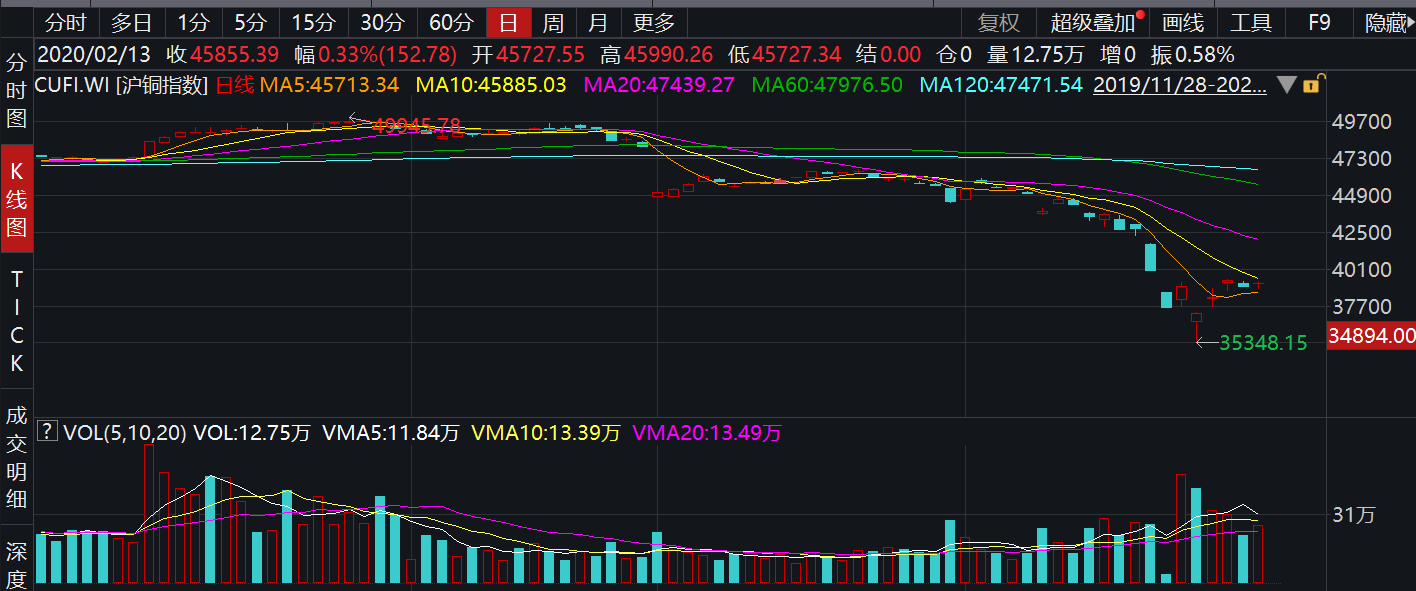 分时 多日 1分 5分 15分 30分 60分 日 周 月 更多 复权 超级叠加 画线 工具 F9 隐藏
2020/02/13 收45855.39 幅0.33%(152.78) 开45727.55 高45990.26 低45727.34 结0.00 仓0 量12.75万 增0 振0.58%
CUFI.WI [沪铜指数] 日线 MA5:45713.34 MA10:45885.03 MA20:47439.27 MA60:47976.50 MA120:47471.54 2019/11/28-202...
分时图
K线图
TICK
成交明细
深度
49945.78
49700
47300
44900
42500
40100
37700
34894.00
35348.15
? VOL(5,10,20) VOL:12.75万 VMA5:11.84万 VMA10:13.39万 VMA20:13.49万
31万